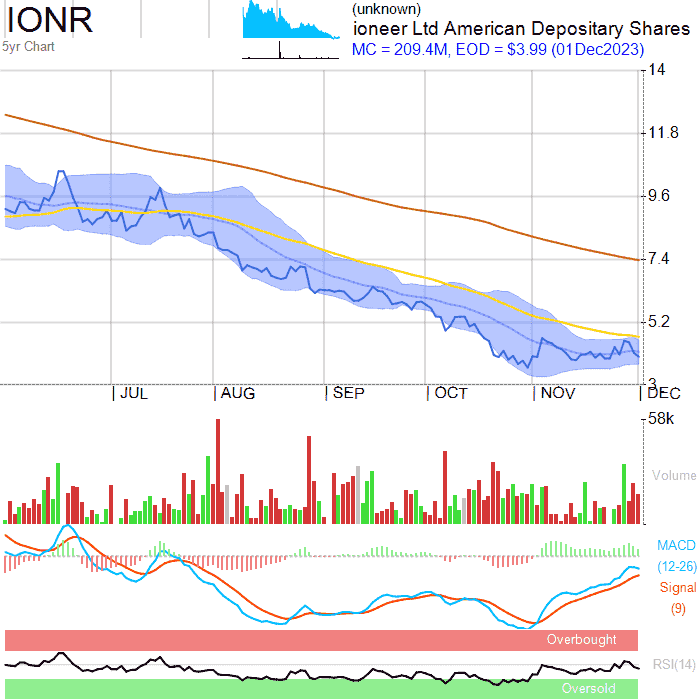 IONR
5yr Chart
(unknown)
ioneer Ltd American Depositary Shares
MC = 209.4M, EOD = $3.99 (01Dec2023)
14
11.8
9.6
7.4
5.2
3
JUL AUG SEP OCT NOV DEC
58k
Volume
MACD
(12-26)
Signal
(9)
Overbought
RSI(14)
Oversold